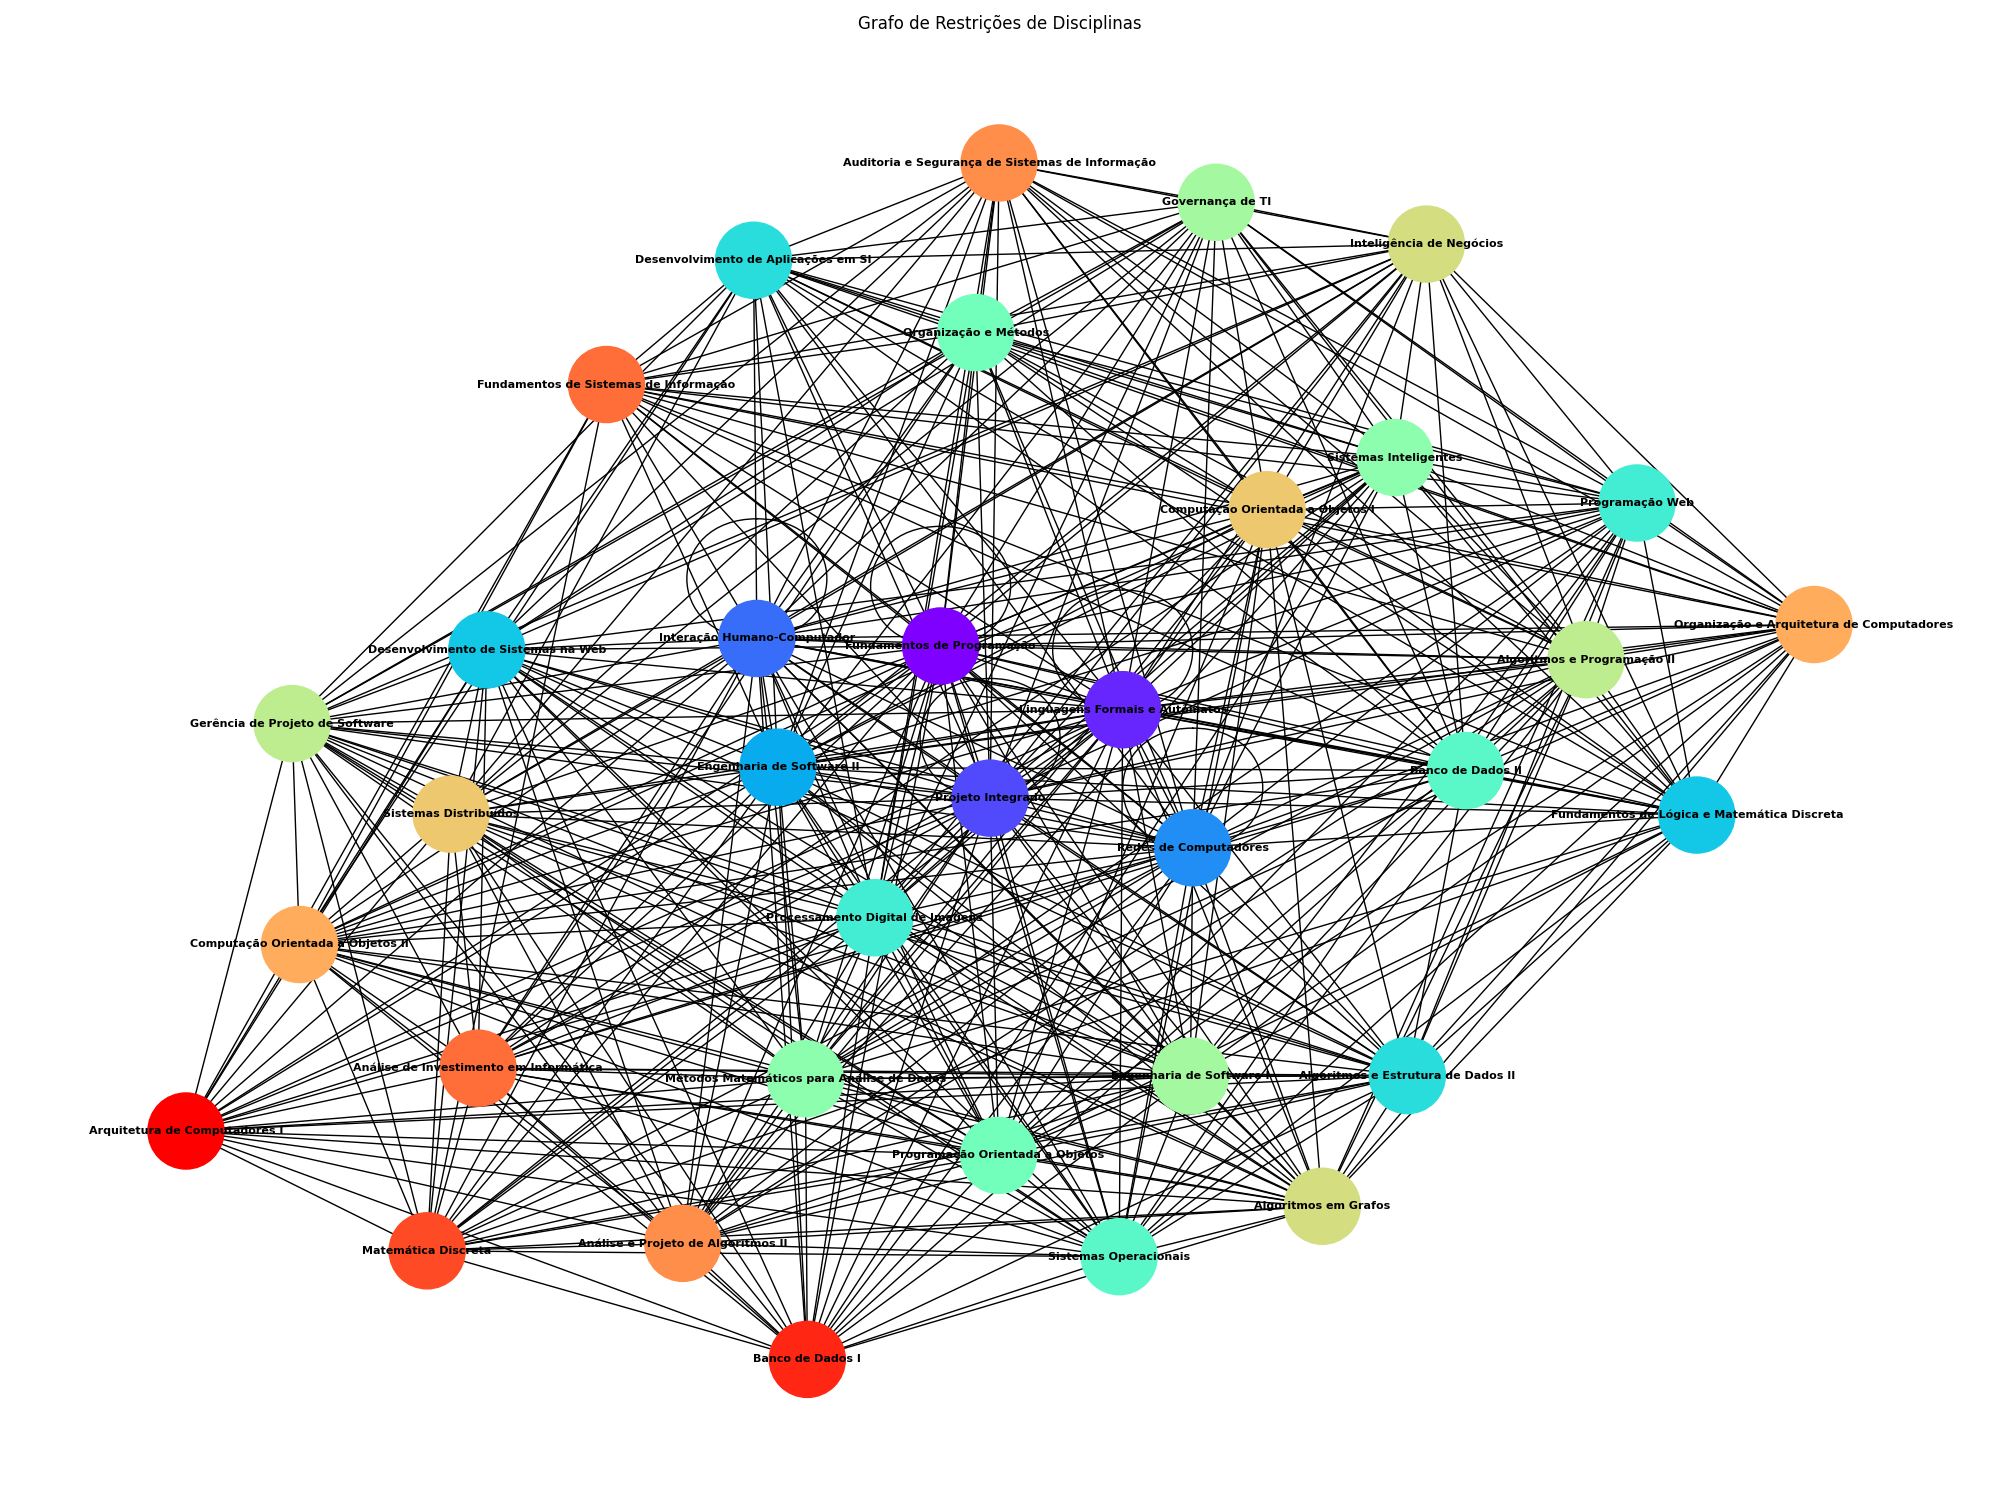 Grafo de Restrições de Disciplinas
Auditoria e Segurança de Sistemas de Informação
Governança de TI
Inteligência de Negócios
Desenvolvimento de Aplicações em SI
Organização e Métodos
Fundamentos de Sistemas de Informação
Sistemas Inteligentes
Programação Web
Computação Orientada a Objetos I
Organização e Arquitetura de Computadores
Interação Humano-Computador
Fundamentos de Programação
Desenvolvimento de Sistemas na Web
Algoritmos e Programação II
Linguagens Formais e Autômatos
Gerência de Projeto de Software
Engenharia de Software II
Banco de Dados II
Projeto Integrado
Sistemas Distribuídos
Fundamentos de Lógica e Matemática Discreta
Redes de Computadores
Processamento Digital de Imagens
Computação Orientada a Objetos II
Análise de Investimento em Informática
Métodos Matemáticos para Análise de Dados
Engenharia de Software I
Algoritmos e Estrutura de Dados II
Arquitetura de Computadores I
Programação Orientada a Objetos
Algoritmos em Grafos
Análise e Projeto de Algoritmos II
Matemática Discreta
Sistemas Operacionais
Banco de Dados I